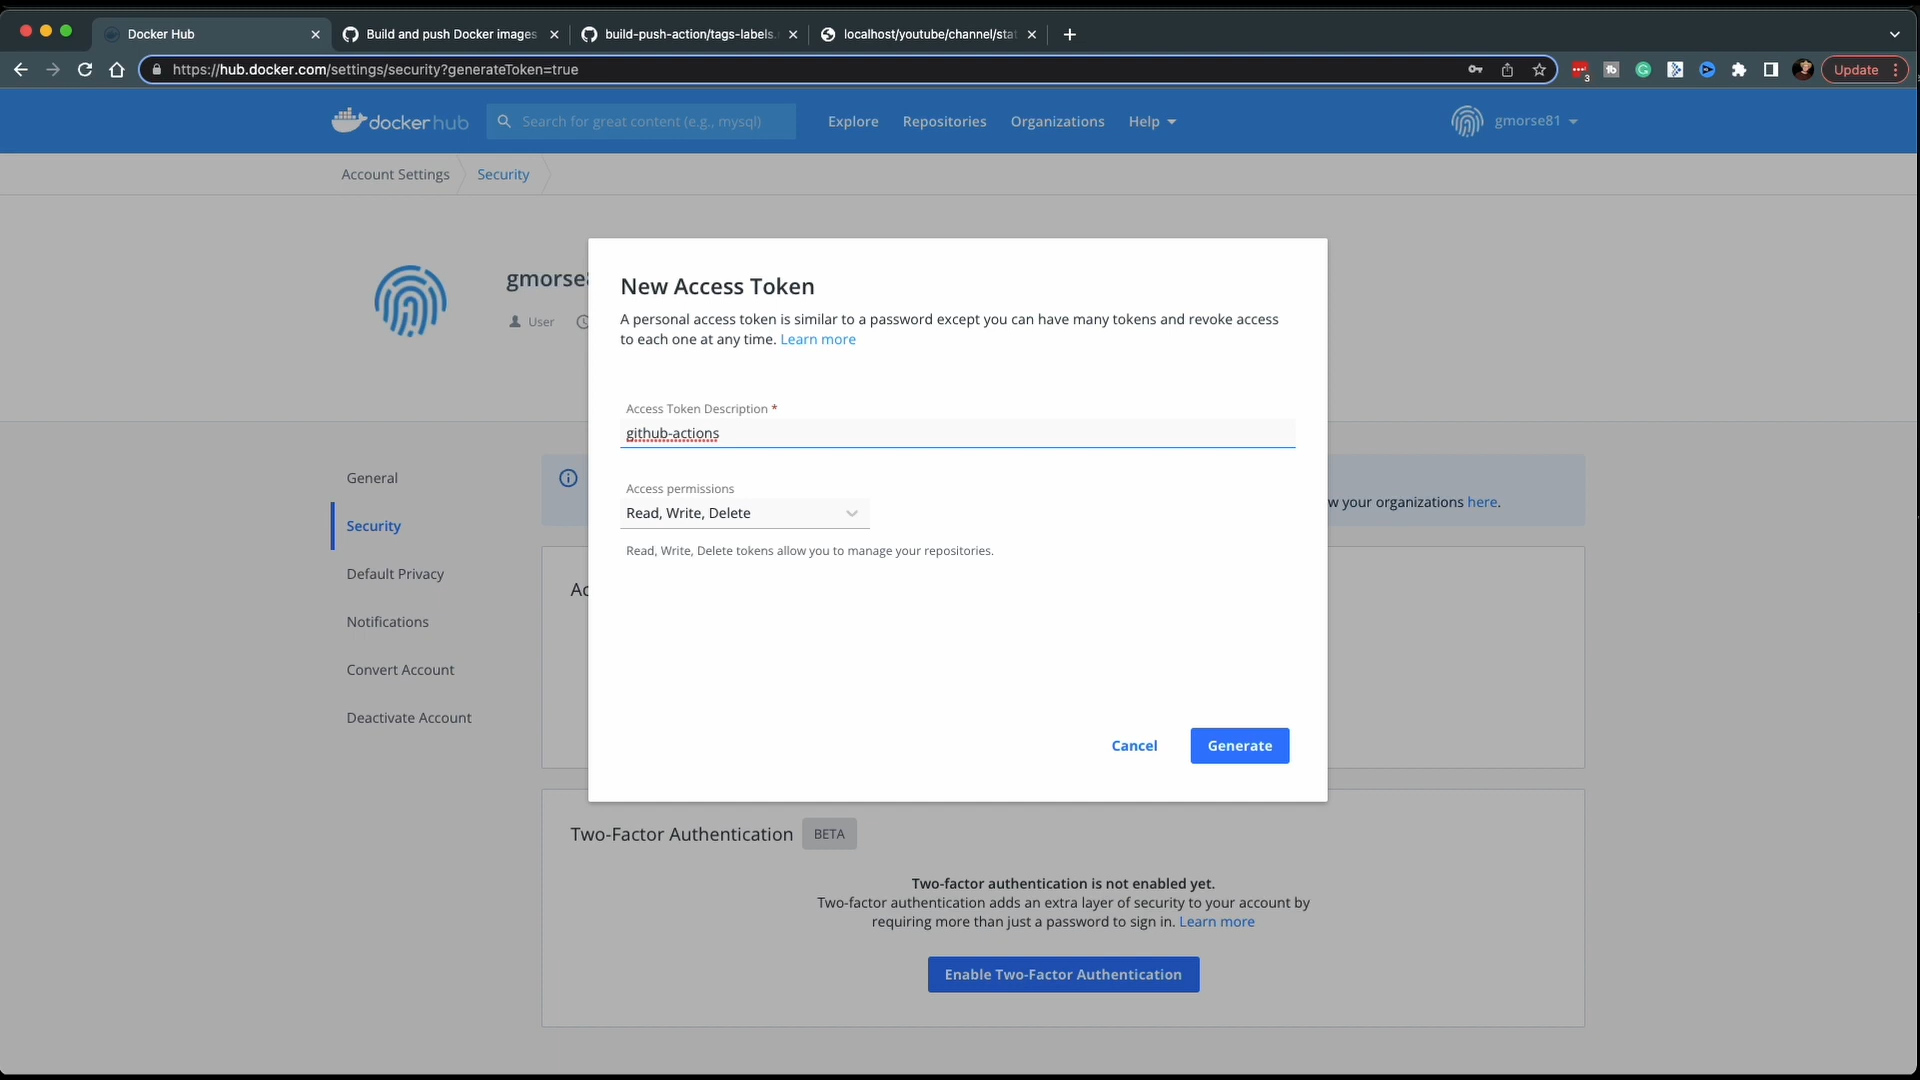 Docker Hub
Build and push Docker images
build-push-action/tags-labels.
localhost/youtube/channel/stat
https://hub.docker.com/settings/security?generateToken=true
3
Update
dockerhub
Search for great content (e.g., mysql)
Explore
Repositories
Organizations
Help
gmorse81
Account Settings
Security
gmorse8
User
New Access Token
A personal access token is similar to a password except you can have many tokens and revoke access
to each one at any time. Learn more
Access Token Description *
github-actions
Access permissions
Read, Write, Delete
Read, Write, Delete tokens allow you to manage your repositories.
Cancel
Generate
General
Security
Default Privacy
Notifications
Convert Account
Deactivate Account
w your organizations here.
Ac
Two-Factor Authentication
BETA
Two-factor authentication is not enabled yet.
Two-factor authentication adds an extra layer of security to your account by
requiring more than just a password to sign in. Learn more
Enable Two-Factor Authentication